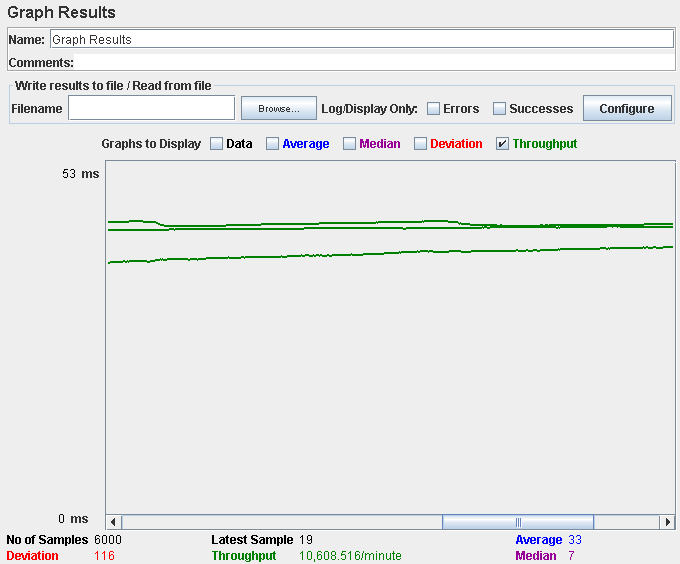 Graph Results
Name: Graph Results
Comments:
Write results to file / Read from file
Filename Browse... Log/Display Only: Errors Successes Configure
Graphs to Display Data Average Median Deviation Throughput
53 ms
0 ms
No of Samples 6000 Latest Sample 19 Average 33
Deviation 116 Throughput 10,608.516/minute Median 7